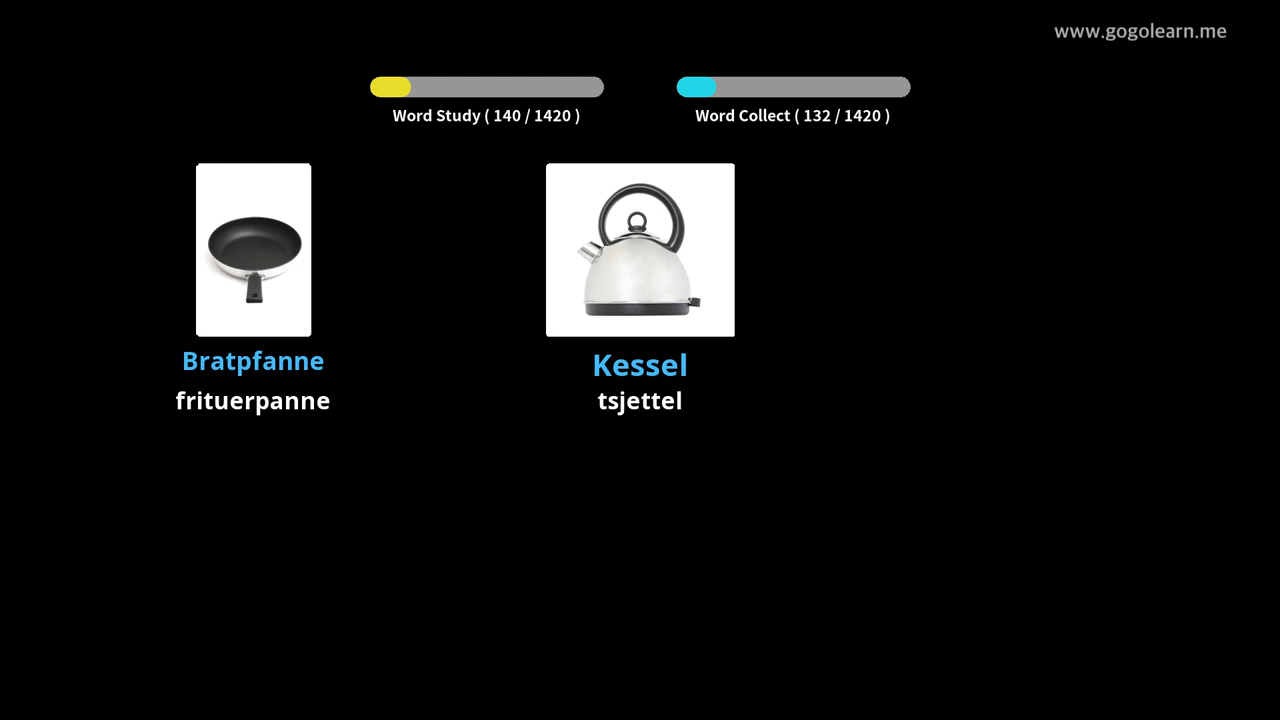 www.gogolearn.me
Word Study ( 140 / 1420 )
Word Collect ( 132 / 1420 )
Bratpfanne
frituerpanne
Kessel
tsjettel